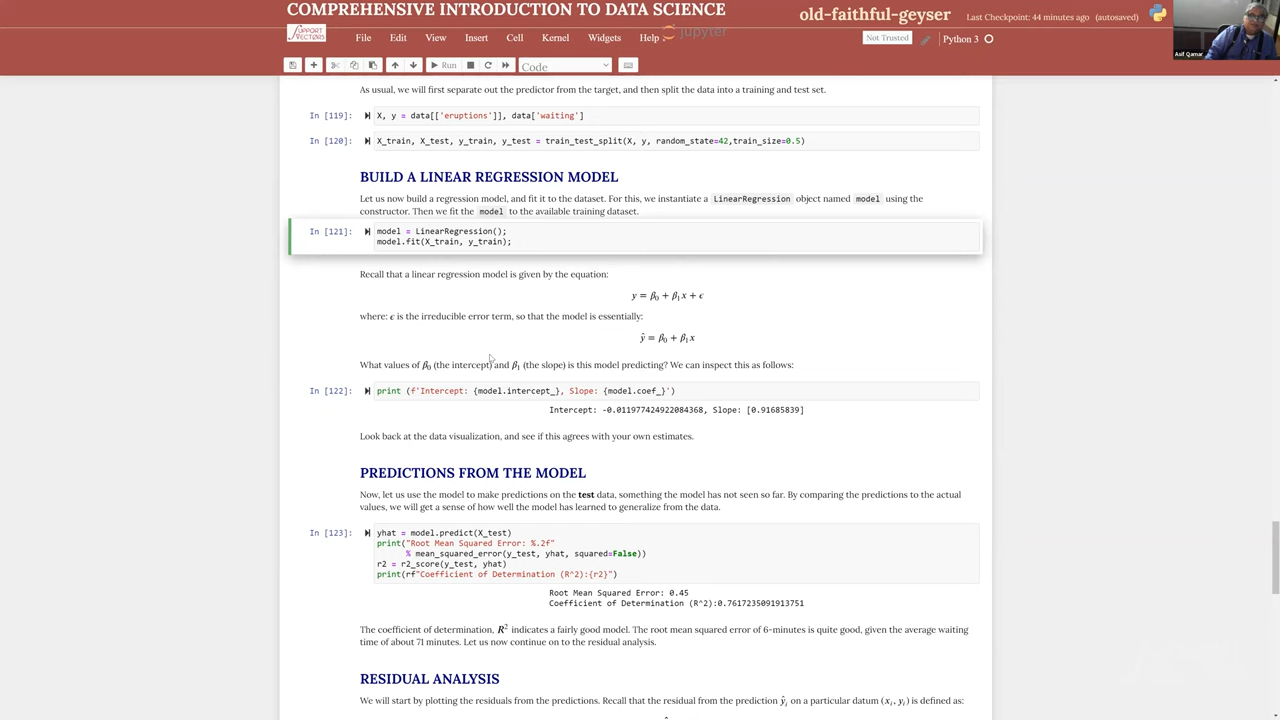 COMPREHENSIVE INTRODUCTION TO DATA SCIENCE
old-faithful-geyser
Last Checkpoint: 44 minutes ago (autosaved)
SUPPORT
VECTORS
File Edit View Insert Cell Kernel Widgets Help
jupyter
Not Trusted
Python 3
Asif Qamar
Run
Code
As usual, we will first separate out the predictor from the target, and then split the data into a training and test set.
In [119]: X, y = data[['eruptions']], data['waiting']
In [120]: X_train, X_test, y_train, y_test = train_test_split(X, y, random_state=42,train_size=0.5)
BUILD A LINEAR REGRESSION MODEL
Let us now build a regression model, and fit it to the dataset. For this, we instantiate a LinearRegression object named model using the
constructor. Then we fit the model to the available training dataset.
In [121]: model = LinearRegression();
model.fit(X_train, y_train);
Recall that a linear regression model is given by the equation:
y = β₀ + β₁x + ϵ
where: ϵ is the irreducible error term, so that the model is essentially:
ŷ = β₀ + β₁x
What values of β₀ (the intercept) and β₁ (the slope) is this model predicting? We can inspect this as follows:
In [122]: print (f'Intercept: {model.intercept_}, Slope: {model.coef_}')
Intercept: -0.011977424922084368, Slope: [0.91685839]
Look back at the data visualization, and see if this agrees with your own estimates.
PREDICTIONS FROM THE MODEL
Now, let us use the model to make predictions on the test data, something the model has not seen so far. By comparing the predictions to the actual
values, we will get a sense of how well the model has learned to generalize from the data.
In [123]: yhat = model.predict(X_test)
print("Root Mean Squared Error: %.2f"
% mean_squared_error(y_test, yhat, squared=False))
r2 = r2_score(y_test, yhat)
print(rf"Coefficient of Determination (R^2):{r2}")
Root Mean Squared Error: 0.45
Coefficient of Determination (R^2):0.7617235091913751
The coefficient of determination, R² indicates a fairly good model. The root mean squared error of 6-minutes is quite good, given the average waiting
time of about 71 minutes. Let us now continue on to the residual analysis.
RESIDUAL ANALYSIS
We will start by plotting the residuals from the predictions. Recall that the residual from the prediction ŷᵢ on a particular datum (xᵢ, yᵢ) is defined as: